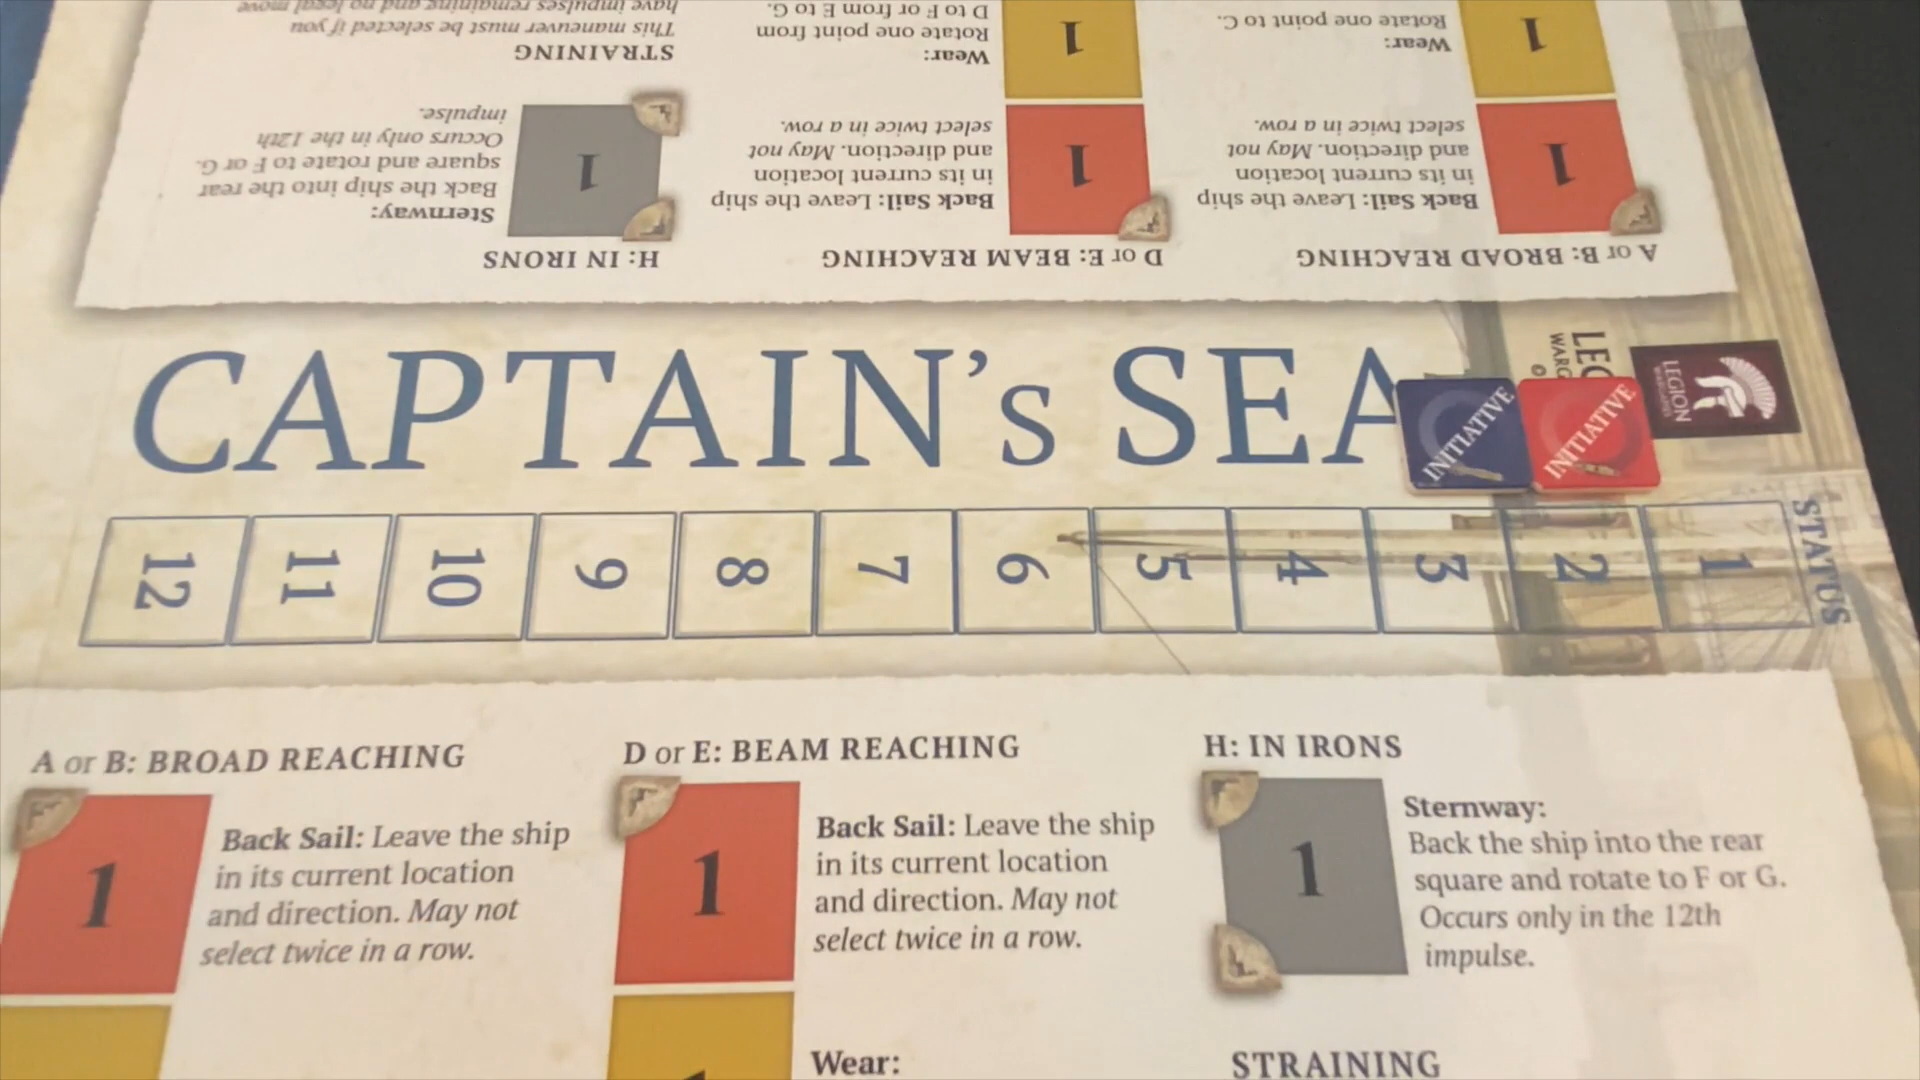 have impulses remaining and no legal move
This maneuver must be selected if you
STRAINING
D to F or from E to G.
Rotate one point from
Wear:
1
Rotate one point to C.
Wear:
1
impulse.
Occurs only in the 12th
square and rotate to F or G.
Back the ship into the rear
Sternway:
1
H: IN IRONS
select twice in a row.
and direction. May not
in its current location
Back Sail: Leave the ship
1
D or E: BEAM REACHING
select twice in a row.
and direction. May not
in its current location
Back Sail: Leave the ship
1
A or B: BROAD REACHING
CAPTAIN's SEA
INITIATIVE
INITIATIVE
LEGION
12 11 10 9 8 7 6 5 4 3 2 1
STATUS
A or B: BROAD REACHING
1
Back Sail: Leave the ship
in its current location
and direction. May not
select twice in a row.
D or E: BEAM REACHING
1
Back Sail: Leave the ship
in its current location
and direction. May not
select twice in a row.
Wear:
H: IN IRONS
1
Sternway:
Back the ship into the rear
square and rotate to F or G.
Occurs only in the 12th
impulse.
STRAINING